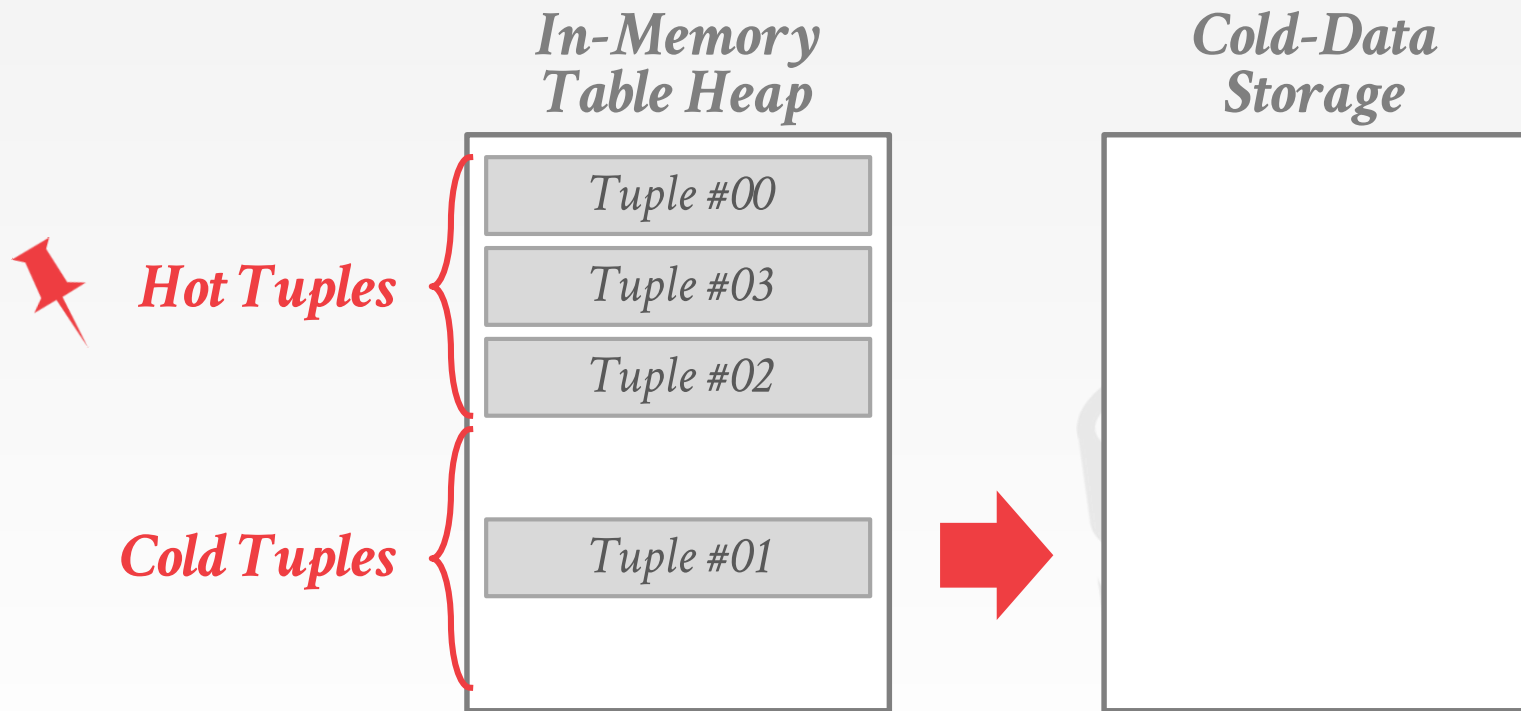 In-Memory
Table Heap
Cold-Data
Storage
Hot Tuples
Tuple #00
Tuple #03
Tuple #02
Cold Tuples
Tuple #01